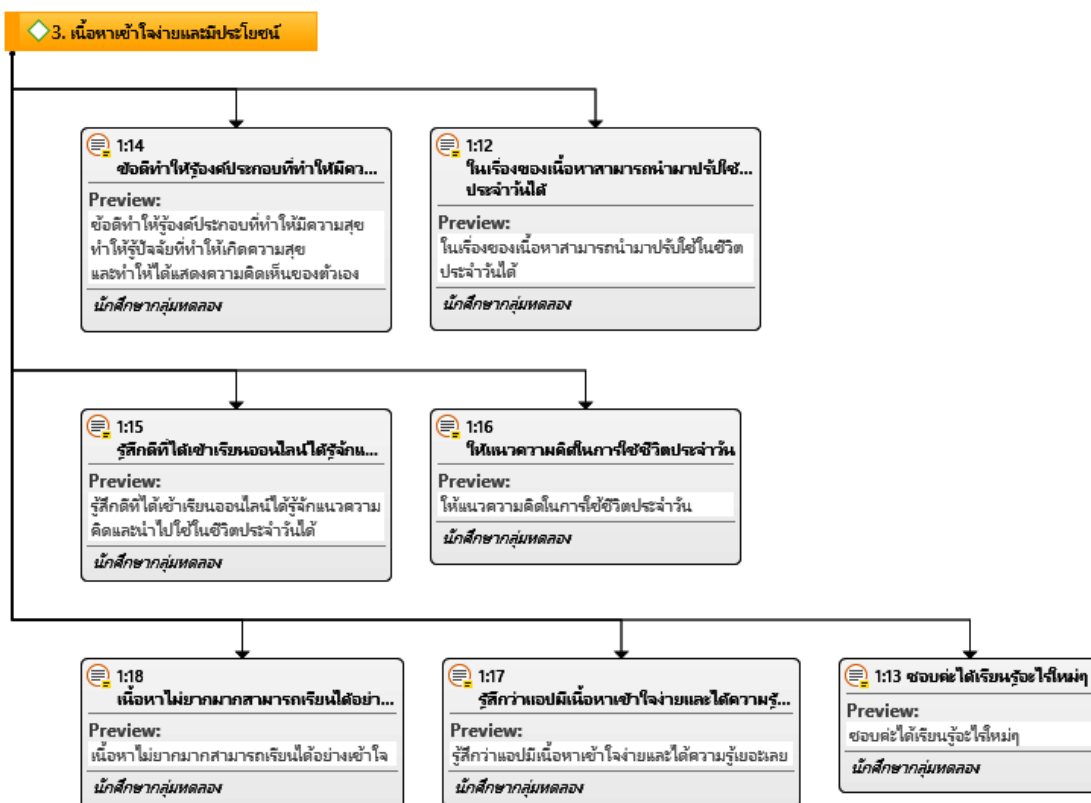 3. เนื้อหาเข้าใจง่ายและมีประโยชน์
1:14
ข้อดีทำให้รู้องค์ประกอบที่ทำให้มีคว...
Preview:
ข้อดีทำให้รู้องค์ประกอบที่ทำให้มีความสุข
ทำให้รู้ปัจจัยที่ทำให้เกิดความสุข
และทำให้ได้แสดงความคิดเห็นของตัวเอง
นักศึกษากลุ่มทดลอง
1:12
ในเรื่องของเนื้อหาสามารถนำมาปรับใช้...
ประจำวันได้
Preview:
ในเรื่องของเนื้อหาสามารถนำมาปรับใช้ในชีวิต
ประจำวันได้
นักศึกษากลุ่มทดลอง
1:15
รู้สึกดีที่ได้เข้าเรียนออนไลน์ได้รู้จักแ...
Preview:
รู้สึกดีที่ได้เข้าเรียนออนไลน์ได้รู้จักแนวความ
คิดและนำไปใช้ในชีวิตประจำวันได้
นักศึกษากลุ่มทดลอง
1:16
ให้แนวความคิดในการใช้ชีวิตประจำวัน
Preview:
ให้แนวความคิดในการใช้ชีวิตประจำวัน
นักศึกษากลุ่มทดลอง
1:18
เนื้อหาไม่ยากมากสามารถเรียนได้อย่า...
Preview:
เนื้อหาไม่ยากมากสามารถเรียนได้อย่างเข้าใจ
นักศึกษากลุ่มทดลอง
1:17
รู้สึกว่าแอปมีเนื้อหาเข้าใจง่ายและได้ความรู้...
Preview:
รู้สึกว่าแอปมีเนื้อหาเข้าใจง่ายและได้ความรู้เยอะเลย
นักศึกษากลุ่มทดลอง
1:13 ชอบค่ะได้เรียนรู้อะไรใหม่ๆ
Preview:
ชอบค่ะได้เรียนรู้อะไรใหม่ๆ
นักศึกษากลุ่มทดลอง